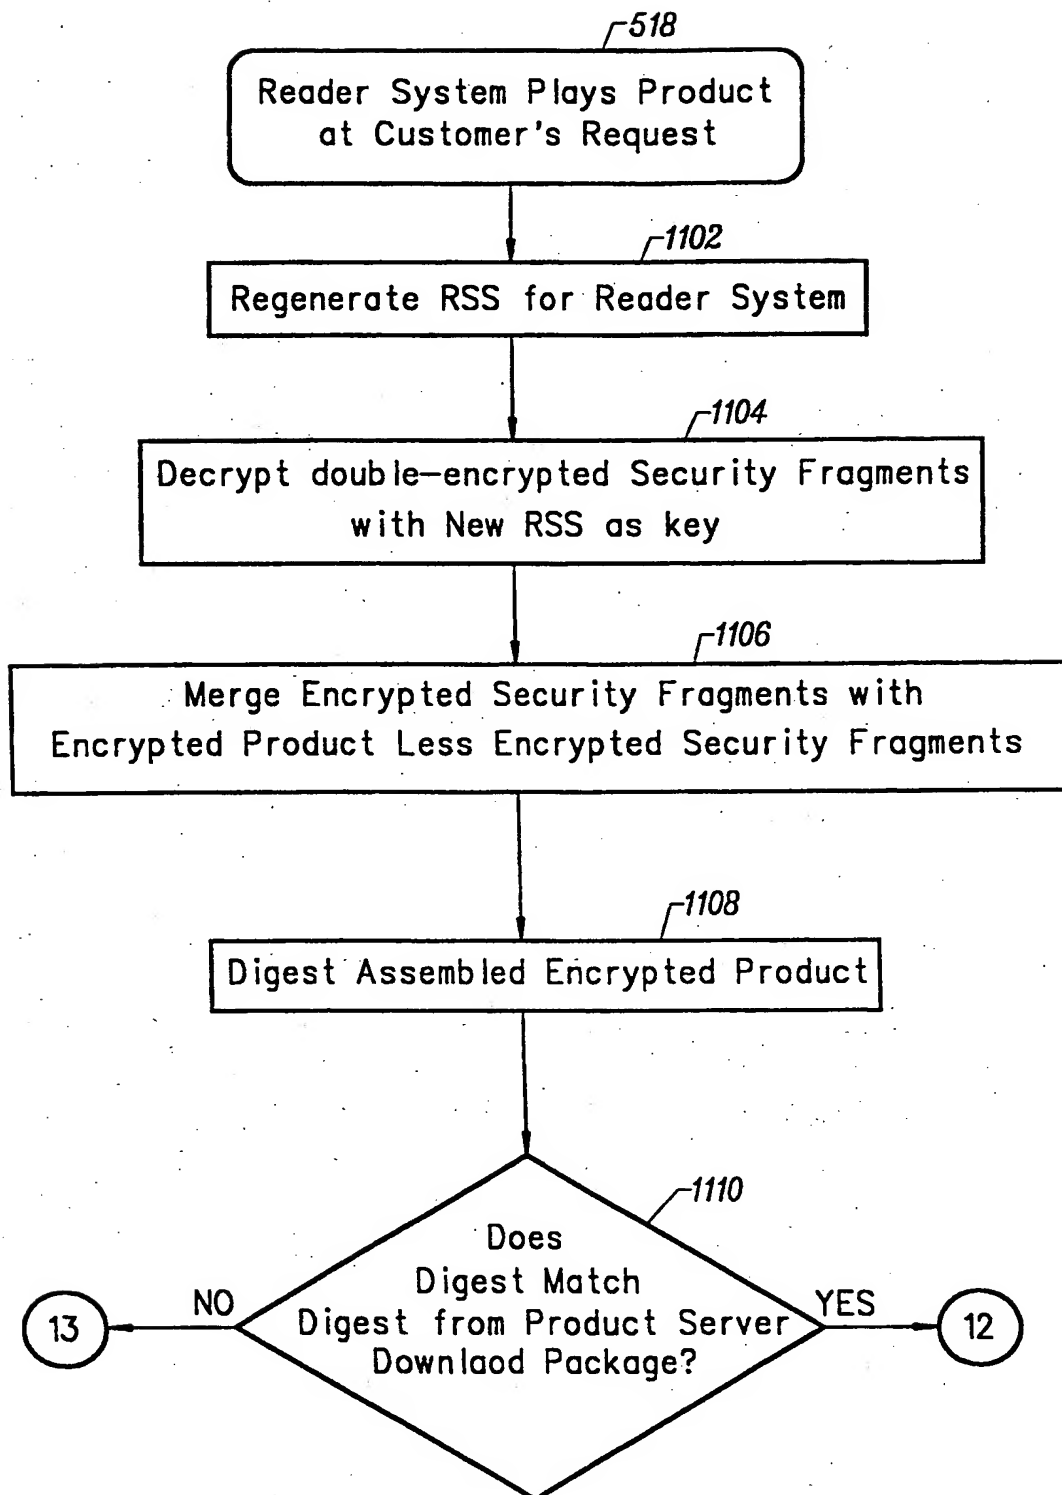 518
Reader System Plays Product
at Customer's Request
1102
Regenerate RSS for Reader System
1104
Decrypt double-encrypted Security Fragments
with New RSS as key
1106
Merge Encrypted Security Fragments with
Encrypted Product Less Encrypted Security Fragments
1108
Digest Assembled Encrypted Product
1110
Does
Digest Match
Digest from Product Server
Downlaod Package?
NO
YES
13
12